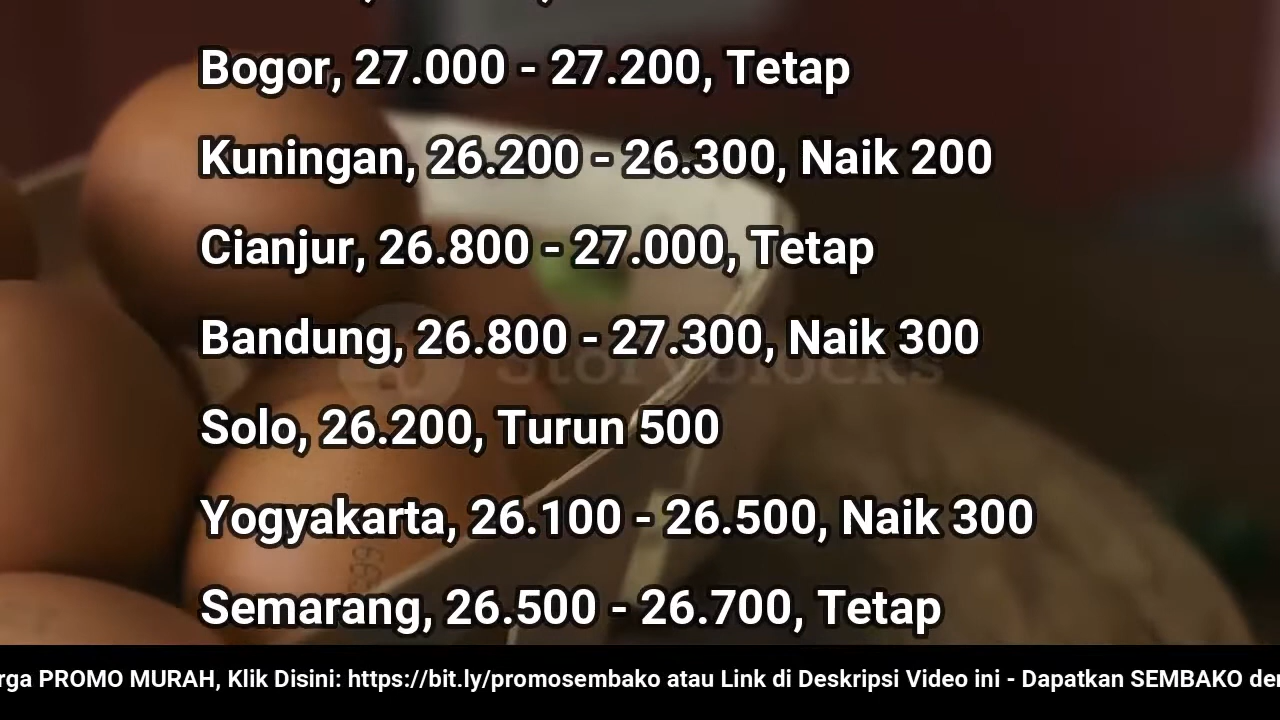 Bogor, 27.000 - 27.200, Tetap
Kuningan, 26.200 - 26.300, Naik 200
Cianjur, 26.800 - 27.000, Tetap
Bandung, 26.800 - 27.300, Naik 300
Storyblocks
Solo, 26.200, Turun 500
Yogyakarta, 26.100 - 26.500, Naik 300
Semarang, 26.500 - 26.700, Tetap
PROMO MURAH, Klik Disini: https://bit.ly/promosembako atau Link di Deskripsi Video ini - Dapatkan SEMBAKO